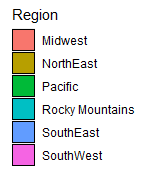 Region
Midwest
NorthEast
Pacific
Rocky Mountains
SouthEast
SouthWest